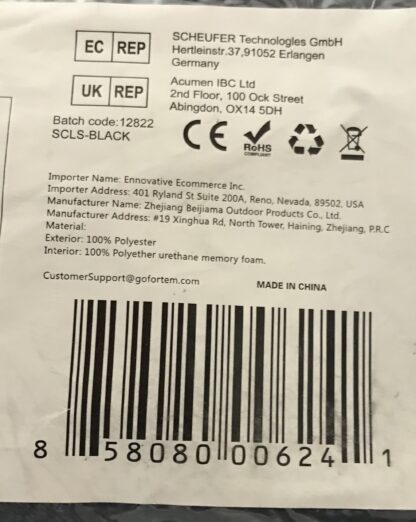 EC REP
SCHEUFER Technologles GmbH
Hertleinstr.37,91052 Erlangen
Germany
UK REP
Acumen IBC Ltd
2nd Floor, 100 Ock Street
Abingdon, OX14 5DH
Batch code:12822
SCLS-BLACK
CE
RoHS
COMPLIANT
Importer Name: Ennovative Ecommerce Inc.
Importer Address: 401 Ryland St Suite 200A, Reno, Nevada, 89502, USA
Manufacturer Name: Zhejiang Beijiama Outdoor Products Co., Ltd.
Manufacturer Address: #19 Xinghua Rd, North Tower, Haining, Zhejiang, P.R.C
Material:
Exterior: 100% Polyester
Interior: 100% Polyether urethane memory foam.
CustomerSupport@gofortem.com
MADE IN CHINA
8 58080 00624 1